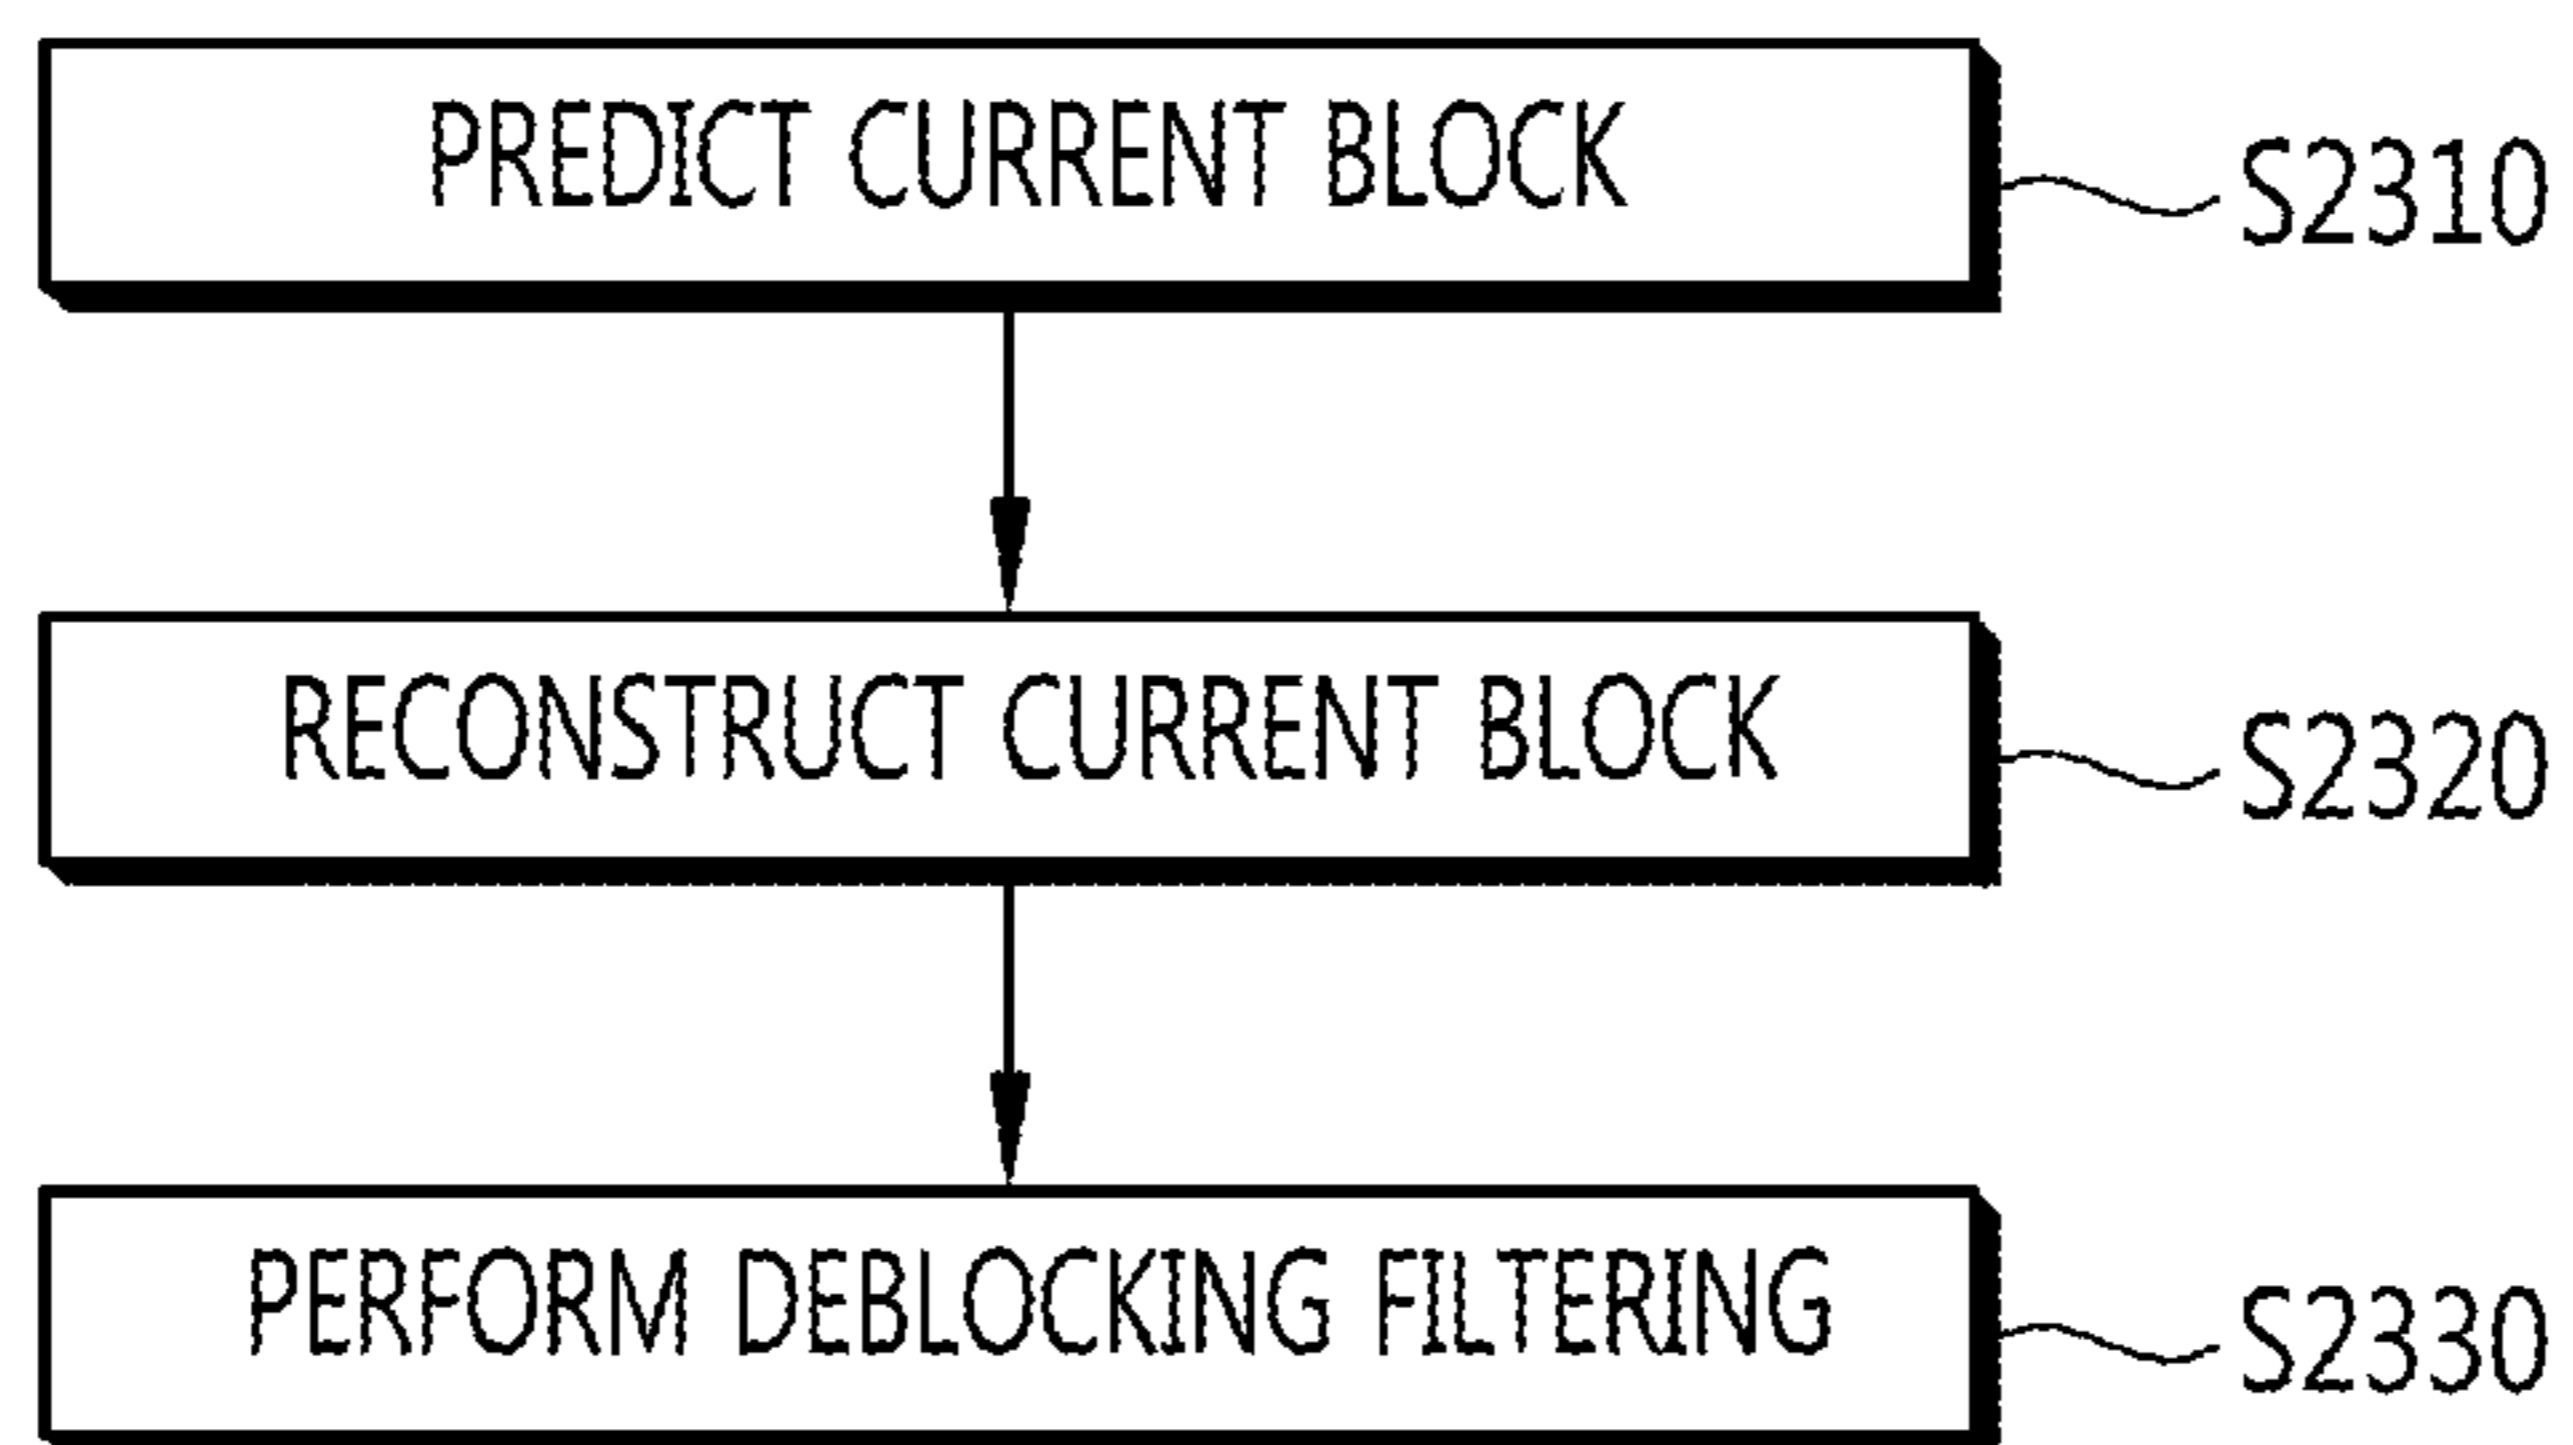 PREDICT CURRENT BLOCK
S2310
RECONSTRUCT CURRENT BLOCK
S2320
PERFORM DEBLOCKING FILTERING
S2330